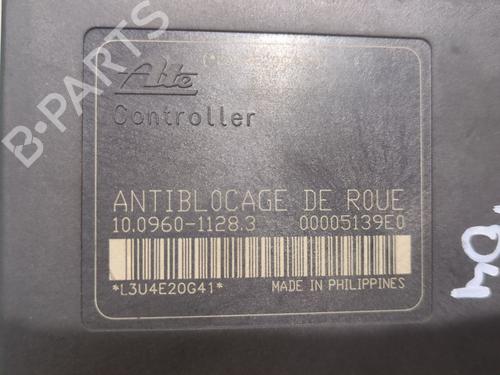 B-PARTS
Ate
Controller
ANTIBLOCAGE DE ROUE
10.0960-1128.3 00005139E0
*L3U4E20G41* MADE IN PHILIPPINES